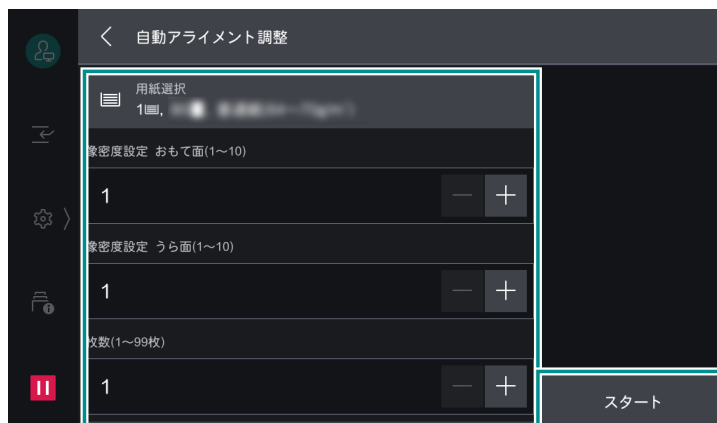 自動アライメント調整
用紙選択
1
像密度設定 おもて面(1～10)
1
像密度設定 うら面(1～10)
1
枚数(1～99枚)
1
スタート